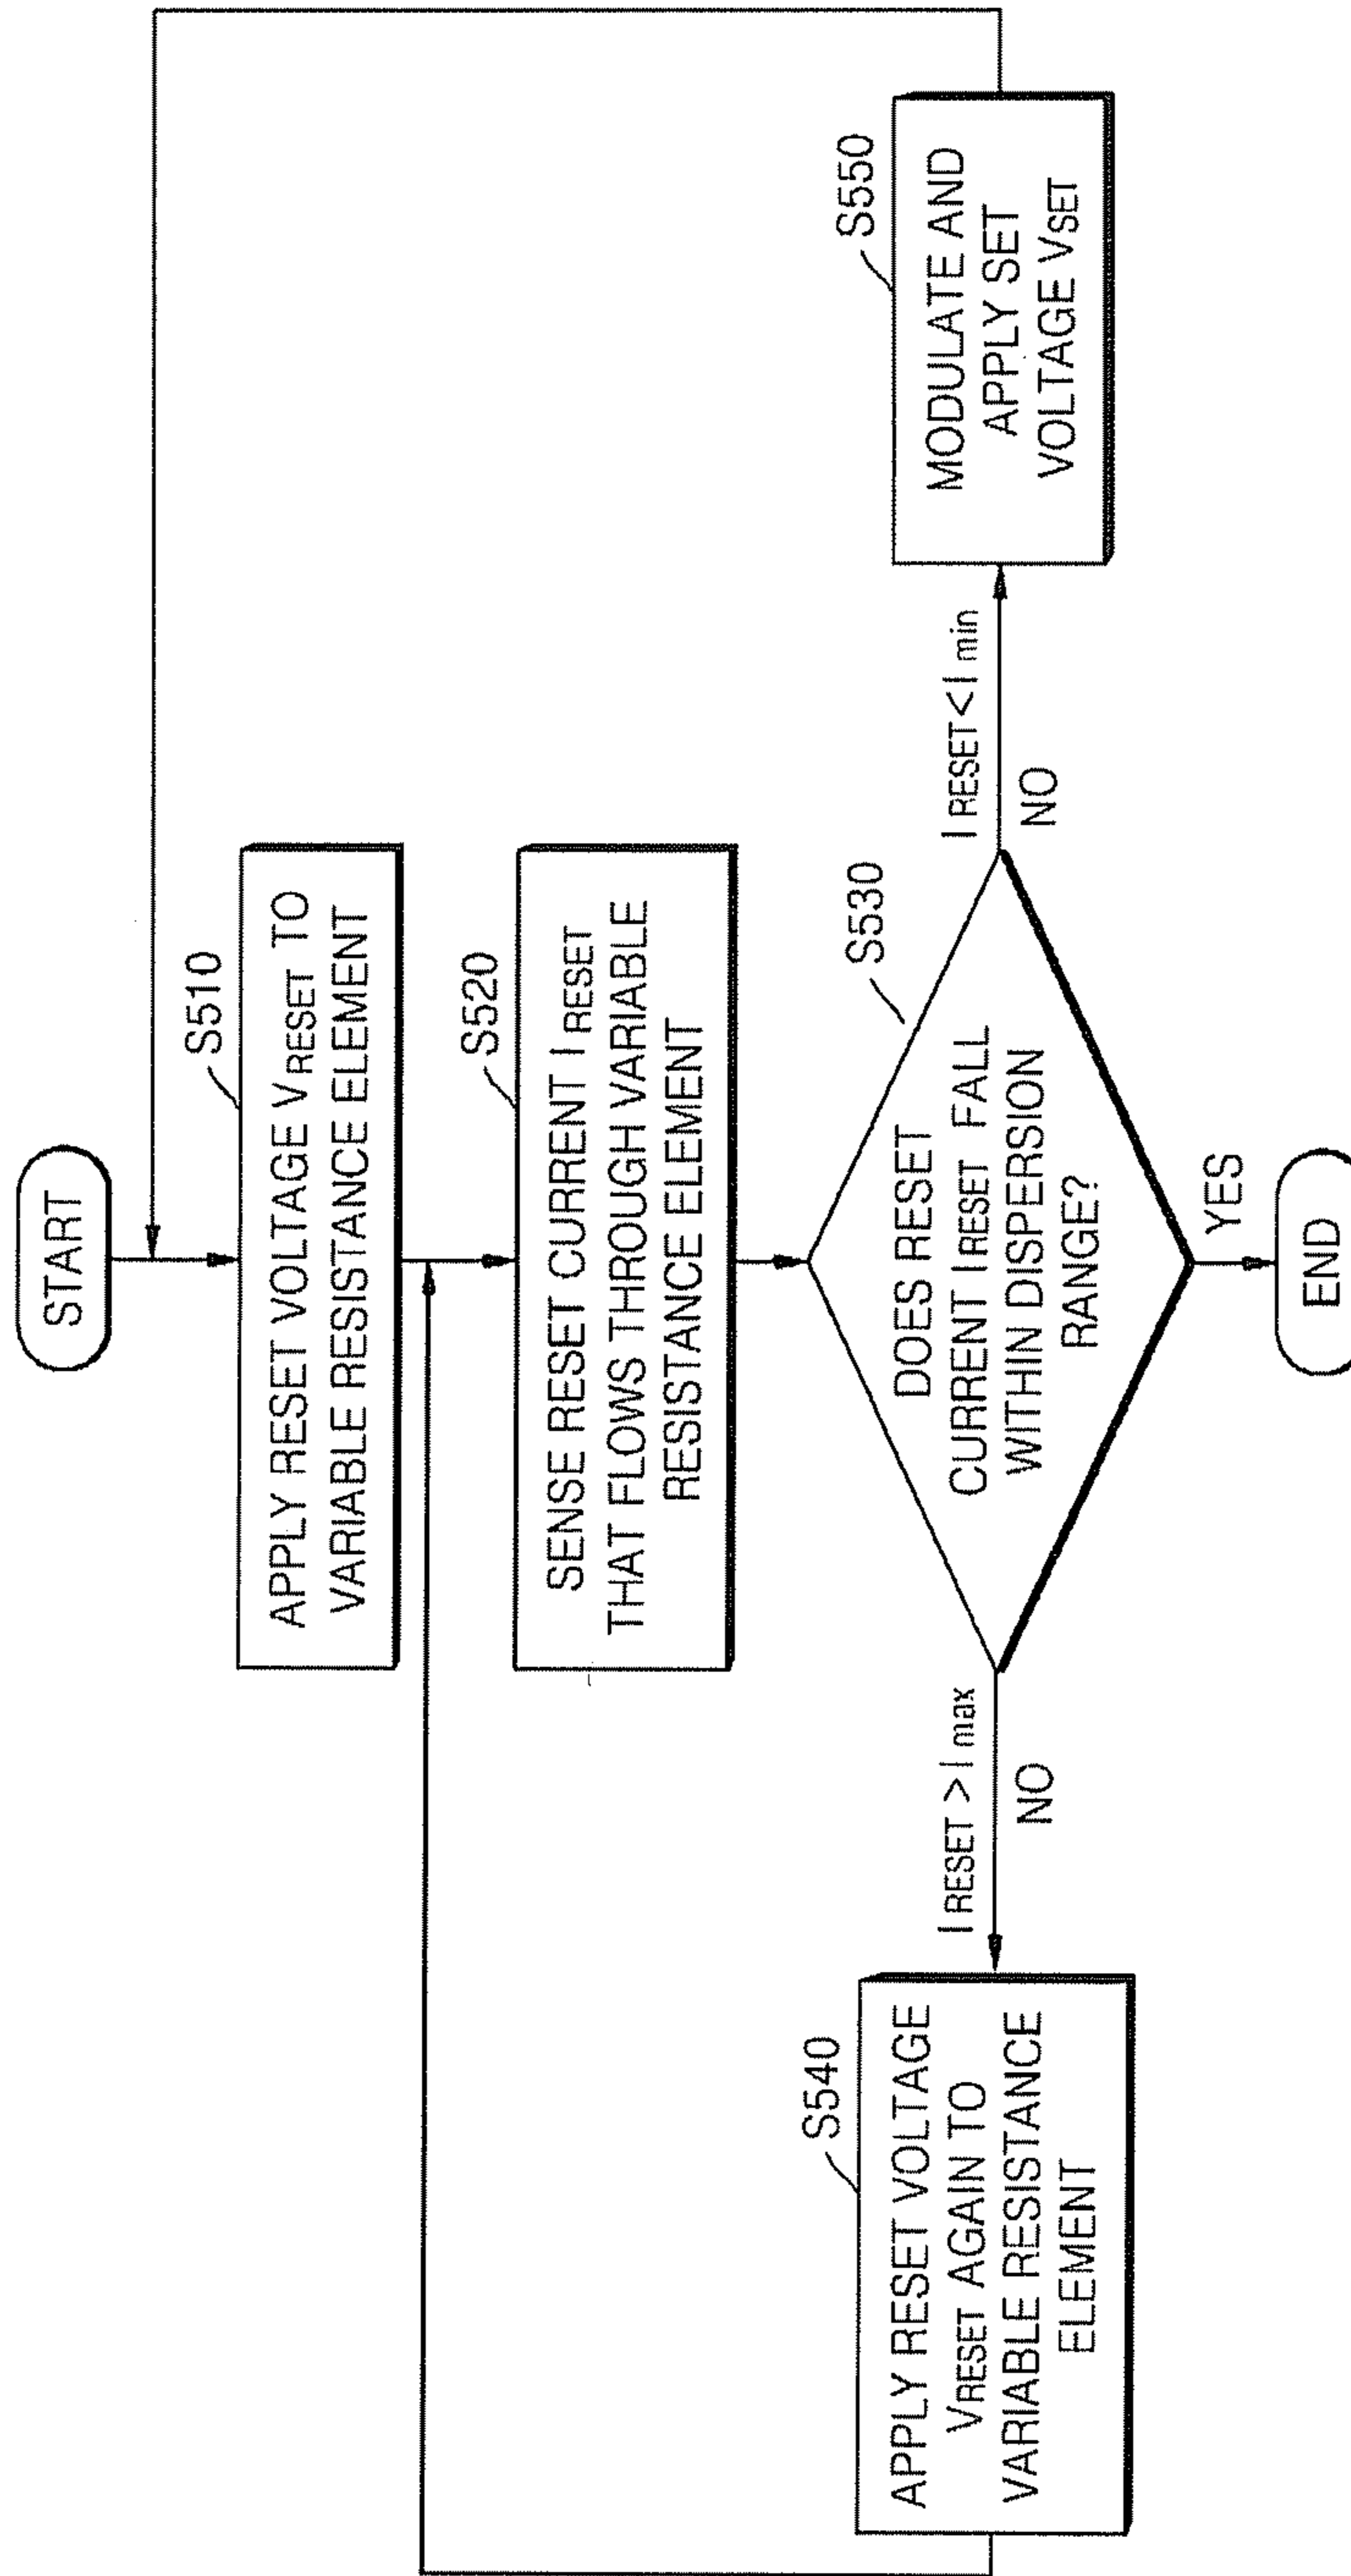 START
S510
APPLY RESET VOLTAGE VRESET TO
VARIABLE RESISTANCE ELEMENT
S520
SENSE RESET CURRENT IRESET
THAT FLOWS THROUGH VARIABLE
RESISTANCE ELEMENT
S530
DOES RESET
CURRENT IRESET FALL
WITHIN DISPERSION
RANGE?
IRESET > Imax
NO
IRESET < Imin
NO
S540
APPLY RESET VOLTAGE
VRESET AGAIN TO
VARIABLE RESISTANCE
ELEMENT
S550
MODULATE AND
APPLY SET
VOLTAGE VSET
YES
END